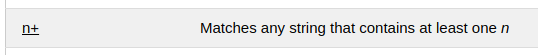 n+ Matches any string that contains at least one n